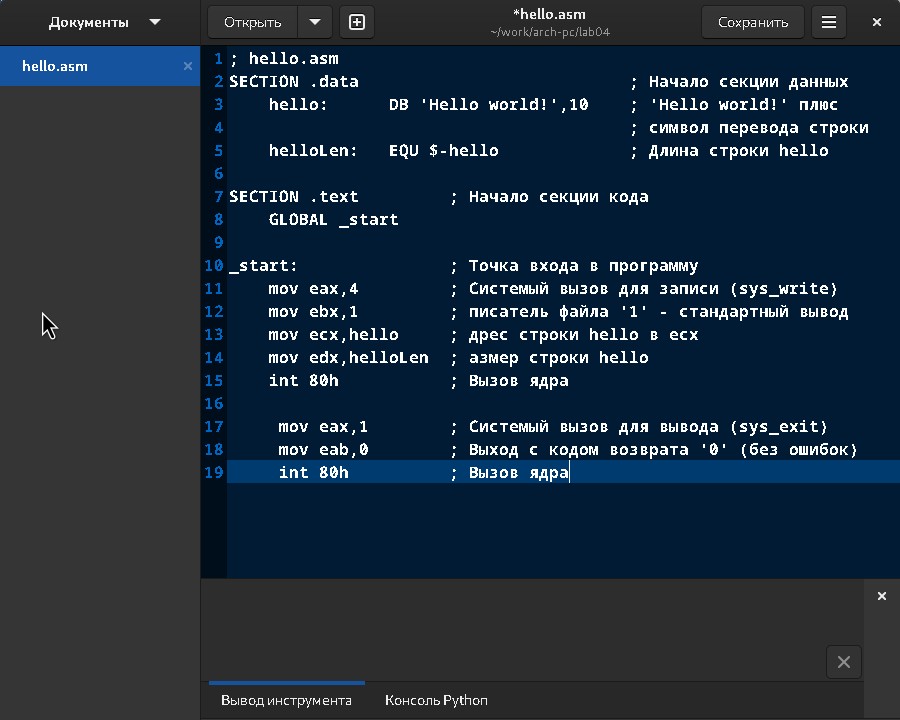 Документы
Открыть
*hello.asm
~/work/arch-pc/lab04
Сохранить
hello.asm
1 ; hello.asm
2 SECTION .data ; Начало секции данных
3 hello: DB 'Hello world!',10 ; 'Hello world!' плюс
4 ; символ перевода строки
5 helloLen: EQU $-hello ; Длина строки hello
6
7 SECTION .text ; Начало секции кода
8 GLOBAL _start
9
10 _start: ; Точка входа в программу
11 mov eax,4 ; Системый вызов для записи (sys_write)
12 mov ebx,1 ; писатель файла '1' - стандартный вывод
13 mov ecx,hello ; дрес строки hello в ecx
14 mov edx,helloLen ; азмер строки hello
15 int 80h ; Вызов ядра
16
17 mov eax,1 ; Системый вызов для вывода (sys_exit)
18 mov eab,0 ; Выход с кодом возврата '0' (без ошибок)
19 int 80h ; Вызов ядра
Вывод инструмента
Консоль Python